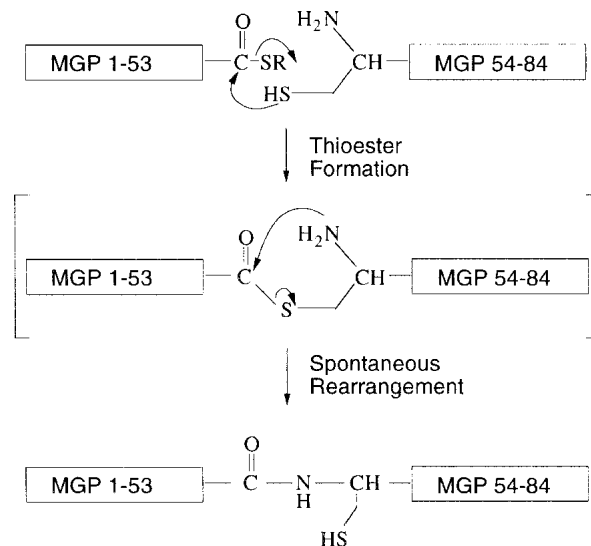 O
H₂N
MGP 1-53
C
SR
CH
MGP 54-84
HS
Thioester
Formation
O
H₂N
MGP 1-53
C
CH
MGP 54-84
S
Spontaneous
Rearrangement
O
MGP 1-53
C
N
H
CH
MGP 54-84
HS